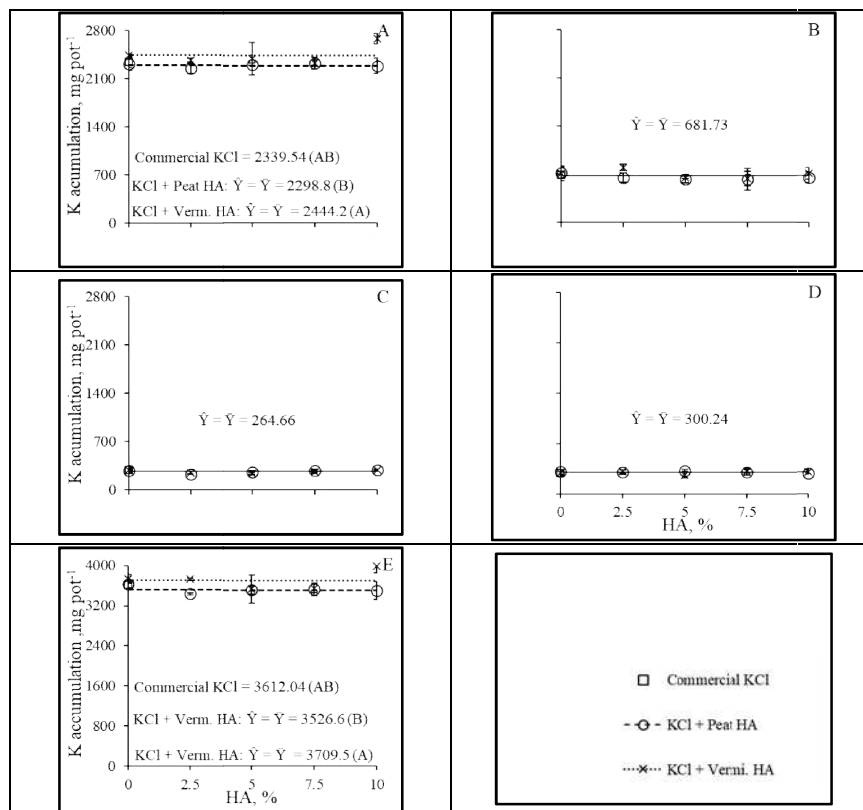 A
K acumulation, mg pot⁻¹
2800
2100
1400
700
0
Commercial KCl = 2339.54 (AB)
KCl + Peat HA: Ŷ = Ȳ = 2298.8 (B)
KCl + Verm. HA: Ŷ = Ȳ = 2444.2 (A)
B
Ŷ = Ȳ = 681.73
C
K acumulation, mg pot⁻¹
2800
2100
1400
700
0
Ŷ = Ȳ = 264.66
D
Ŷ = Ȳ = 300.24
0 2.5 5 7.5 10
HA, %
E
K accumulation ,mg pot⁻¹
4000
3200
2400
1600
800
0
Commercial KCl = 3612.04 (AB)
KCl + Verm. HA: Ŷ = Ȳ = 3526.6 (B)
KCl + Verm. HA: Ŷ = Ȳ = 3709.5 (A)
0 2.5 5 7.5 10
HA, %
Commercial KCl
KCl + Peat HA
KCl + Vermi. HA